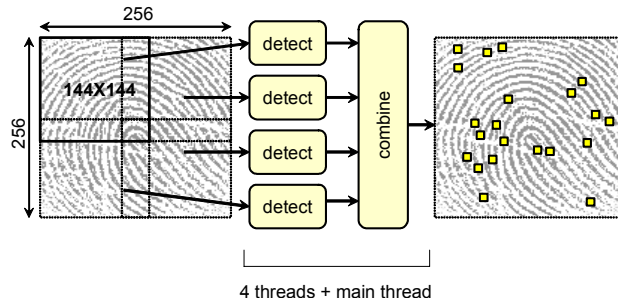 256
256
144X144
detect
detect
detect
detect
combine
4 threads + main thread